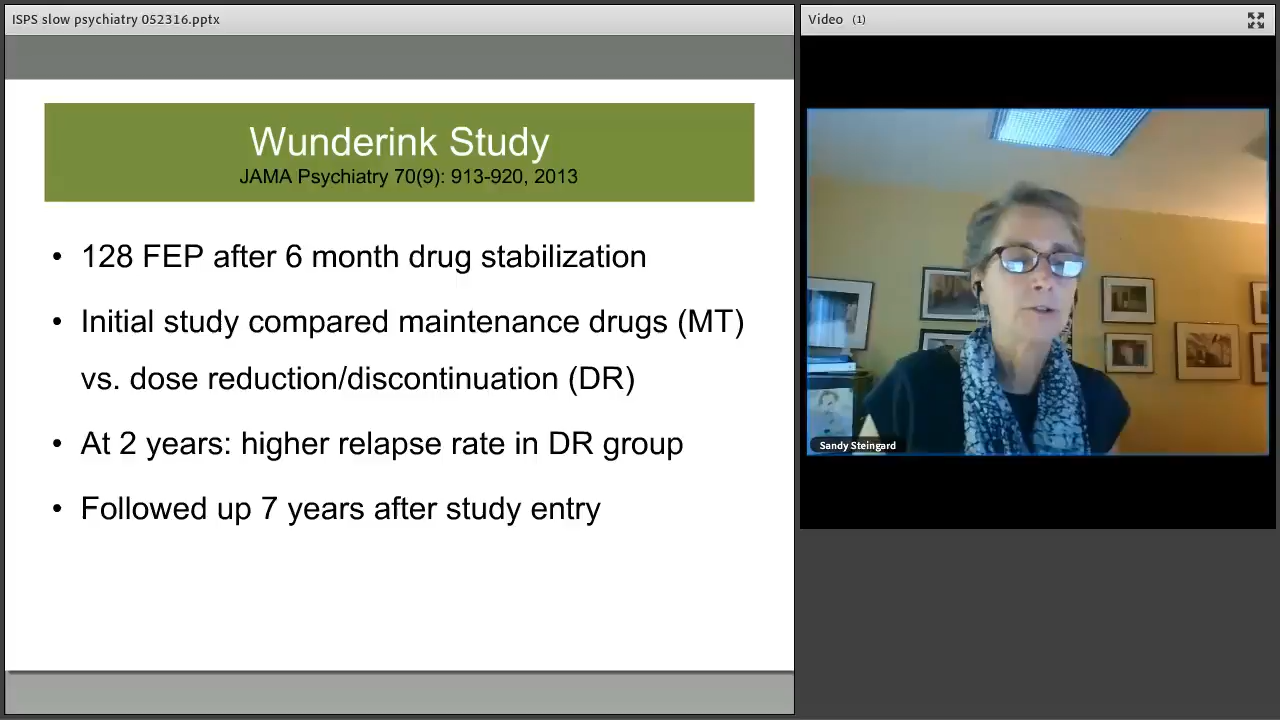 ISPS slow psychiatry 052316.pptx
Video (1)
Wunderink Study
JAMA Psychiatry 70(9): 913-920, 2013
• 128 FEP after 6 month drug stabilization
• Initial study compared maintenance drugs (MT)
vs. dose reduction/discontinuation (DR)
• At 2 years: higher relapse rate in DR group
• Followed up 7 years after study entry
Sandy Steingard